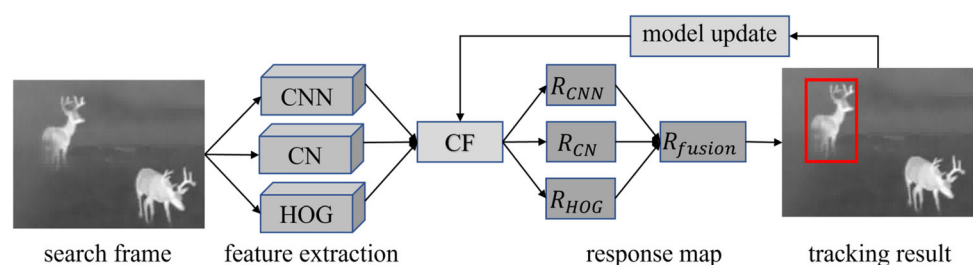 model update
CNN
CN
HOG
CF
R_CNN
R_CN
R_HOG
R_fusion
search frame
feature extraction
response map
tracking result